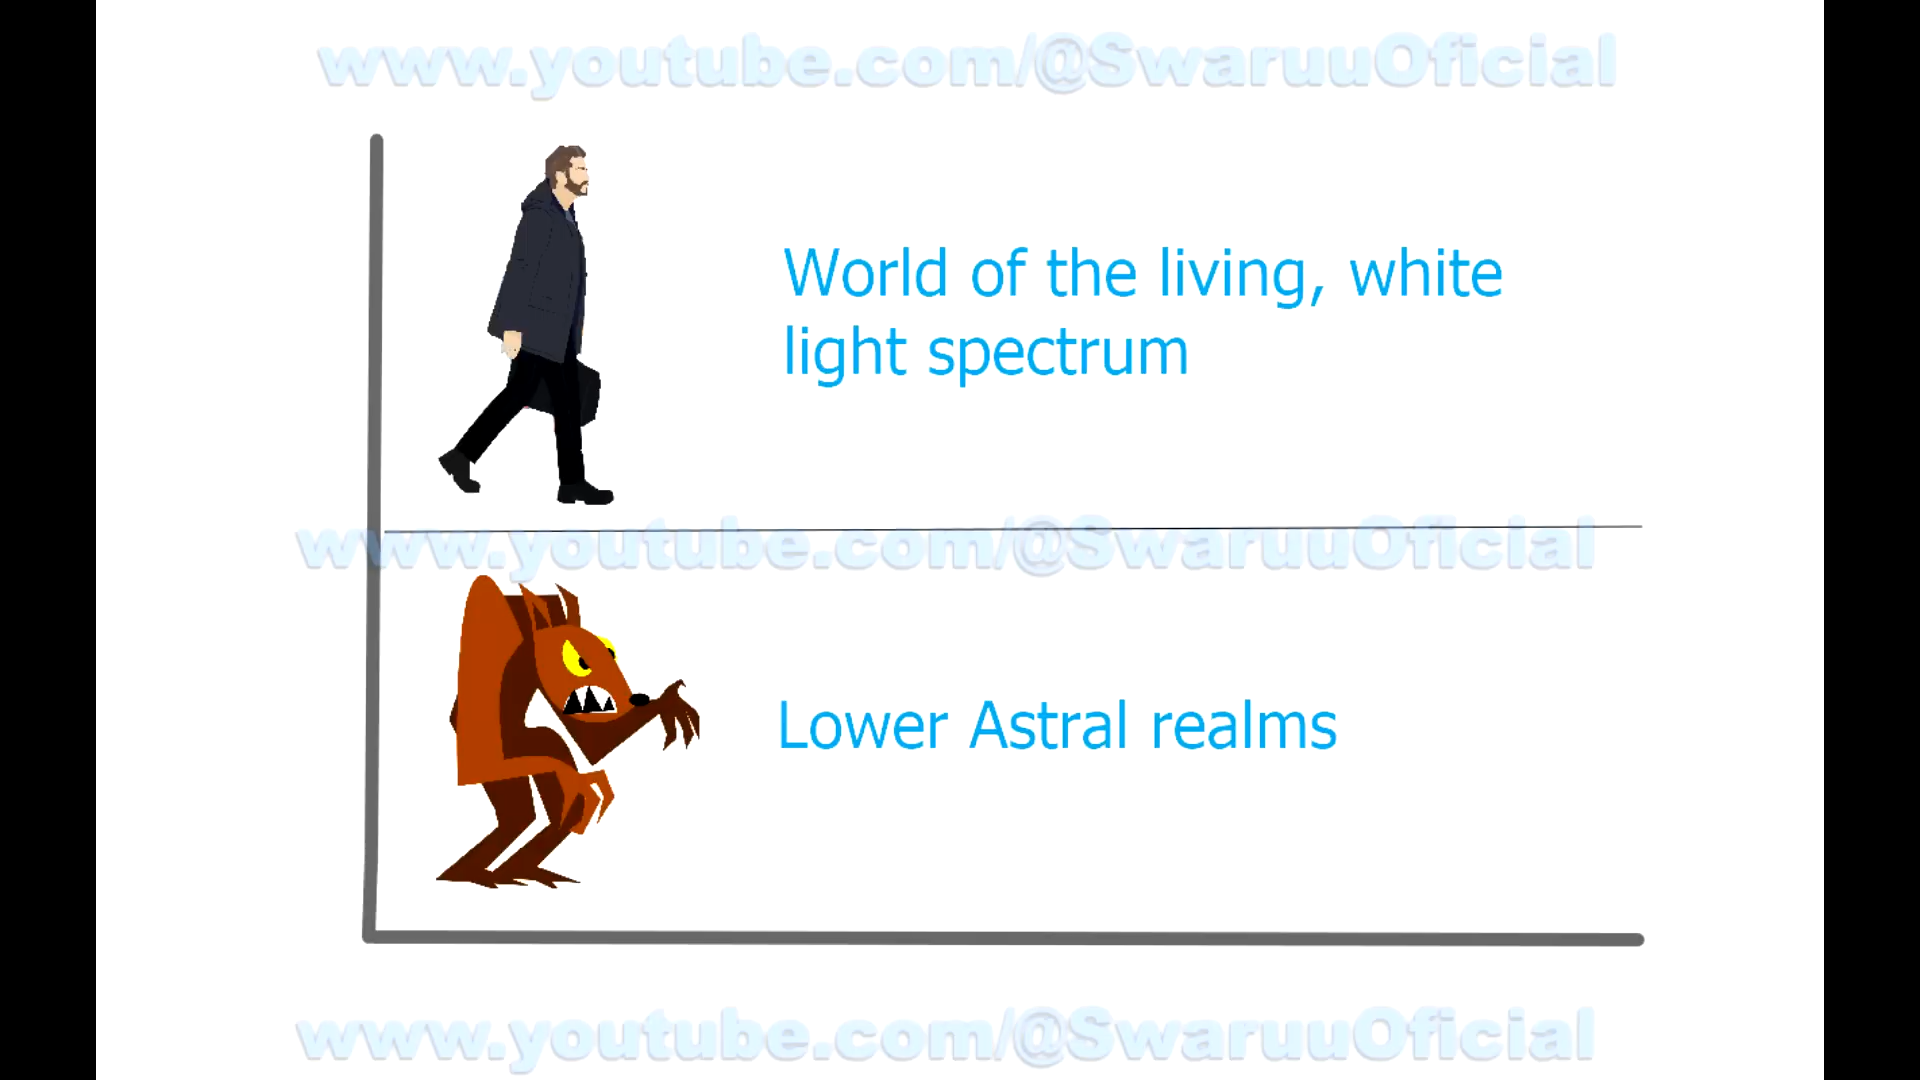 www.youtube.com/@SwaruuOficial
World of the living, white
light spectrum
www.youtube.com/@SwaruuOficial
Lower Astral realms
www.youtube.com/@SwaruuOficial